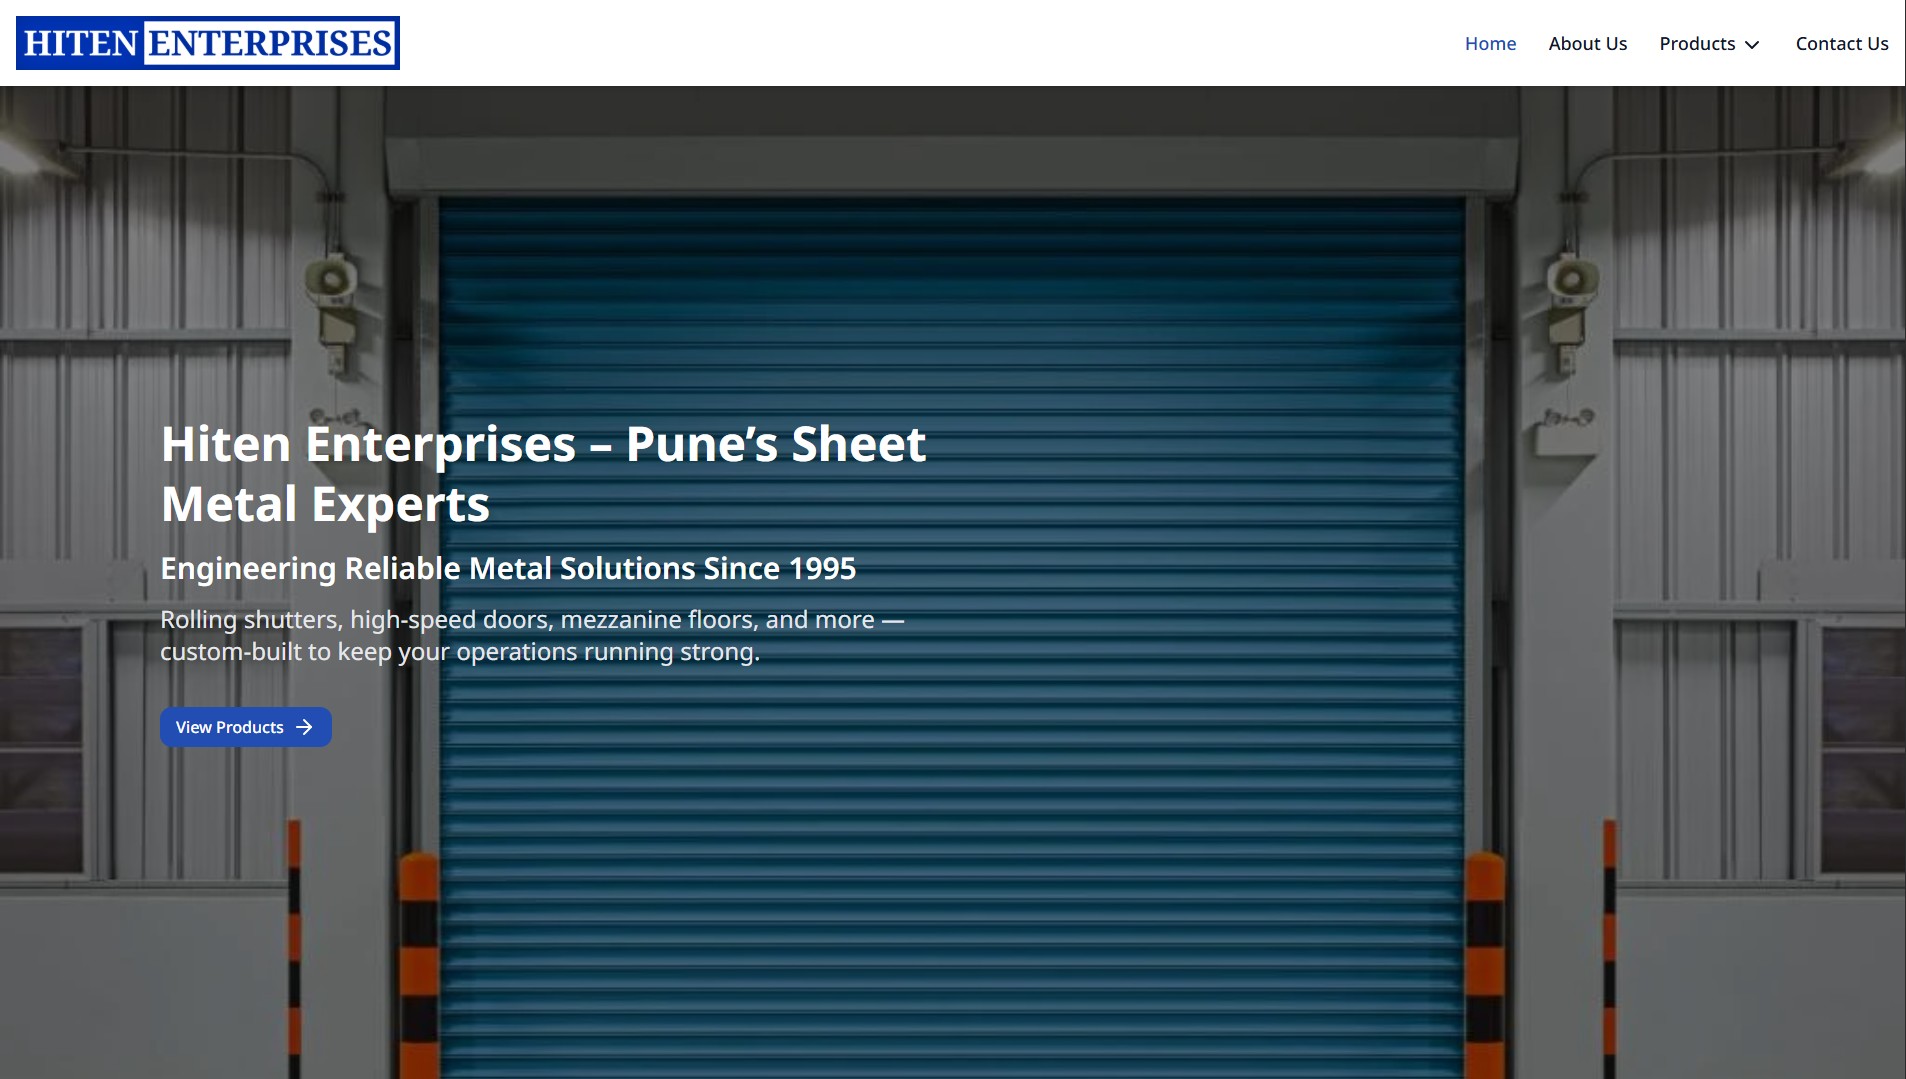 HITEN ENTERPRISES
Home About Us Products Contact Us
Hiten Enterprises – Pune’s Sheet
Metal Experts
Engineering Reliable Metal Solutions Since 1995
Rolling shutters, high-speed doors, mezzanine floors, and more —
custom-built to keep your operations running strong.
View Products